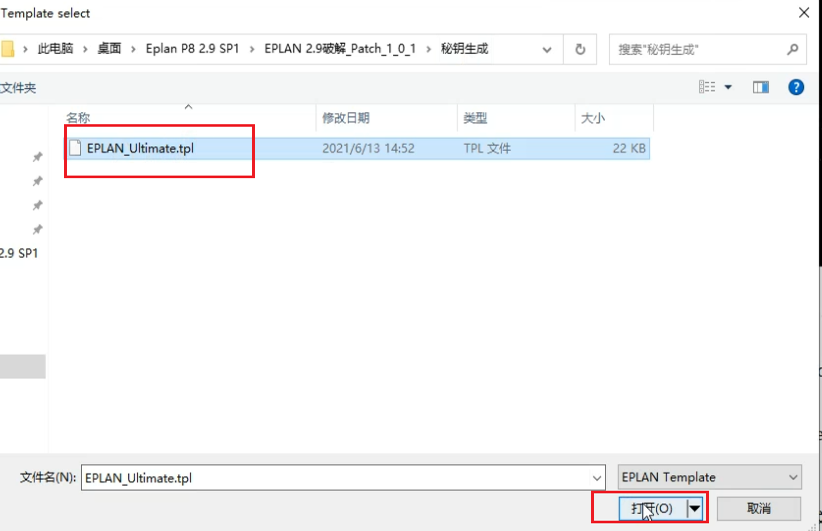 Template select
此电脑 › 桌面 › Eplan P8 2.9 SP1 › EPLAN 2.9破解_Patch_1_0_1 › 秘钥生成
搜索"秘钥生成"
文件夹
名称 修改日期 类型 大小
EPLAN_Ultimate.tpl 2021/6/13 14:52 TPL 文件 22 KB
2.9 SP1
文件名(N): EPLAN_Ultimate.tpl EPLAN Template
打开(O) 取消